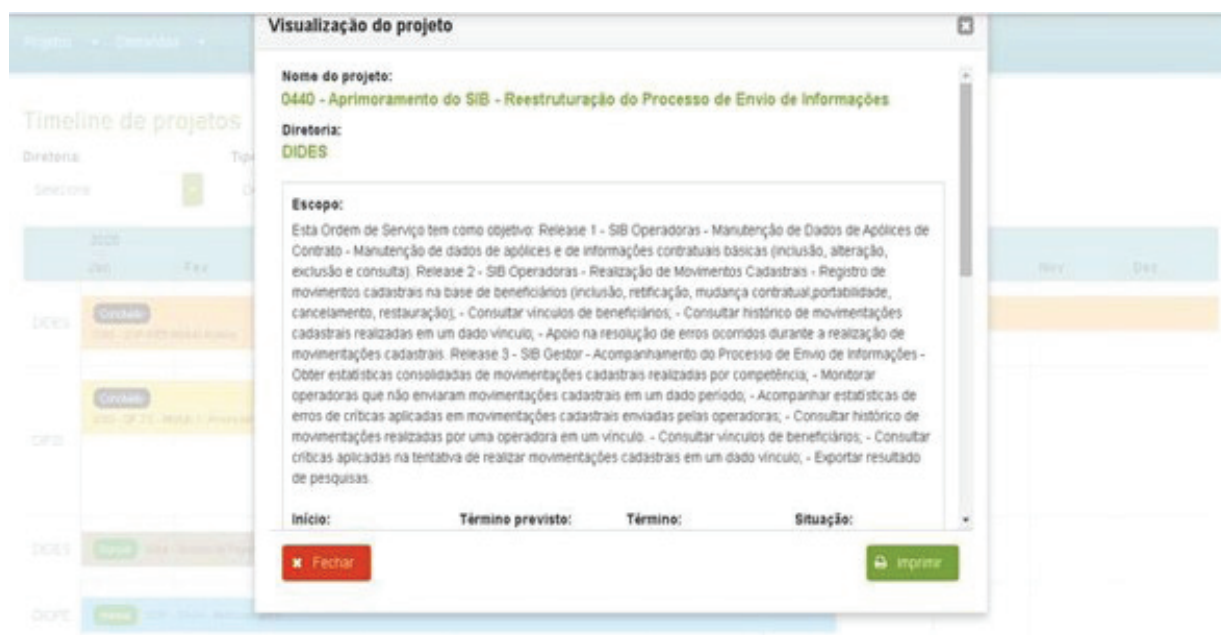 Visualização do projeto
Projetos
Demandas
Nome do projeto:
0440 - Aprimoramento do SIB - Reestruturação do Processo de Envio de Informações
Timeline de projetos
Diretoria:
DIDES
Diretoria:
Selecione
Escopo:
Esta Ordem de Serviço tem como objetivo: Release 1 - SIB Operadoras - Manutenção de Dados de Apólices de
Contrato - Manutenção de dados de apólices e de informações contratuais básicas (inclusão, alteração,
exclusão e consulta). Release 2 - SIB Operadoras - Realização de Movimentos Cadastrais - Registro de
movimentos cadastrais na base de beneficiários (inclusão, retificação, mudança contratual,portabilidade,
cancelamento, restauração); - Consultar vínculos de beneficiários; - Consultar histórico de movimentações
cadastrais realizadas em um dado vínculo; - Apoio na resolução de erros ocorridos durante a realização de
movimentações cadastrais. Release 3 - SIB Gestor - Acompanhamento do Processo de Envio de Informações -
Obter estatísticas consolidadas de movimentações cadastrais realizadas por competência; - Monitorar
operadoras que não enviaram movimentações cadastrais em um dado período; - Acompanhar estatísticas de
erros de críticas aplicadas em movimentações cadastrais enviadas pelas operadoras; - Consultar histórico de
movimentações realizadas por uma operadora em um vínculo. - Consultar vínculos de beneficiários; - Consultar
críticas aplicadas na tentativa de realizar movimentações cadastrais em um dado vínculo; - Exportar resultado
de pesquisas.
Jan Fev Nov Dez
DIDES Concluído
Concluído
Início: Término previsto: Término: Situação:
DIDES
Fechar Imprimir